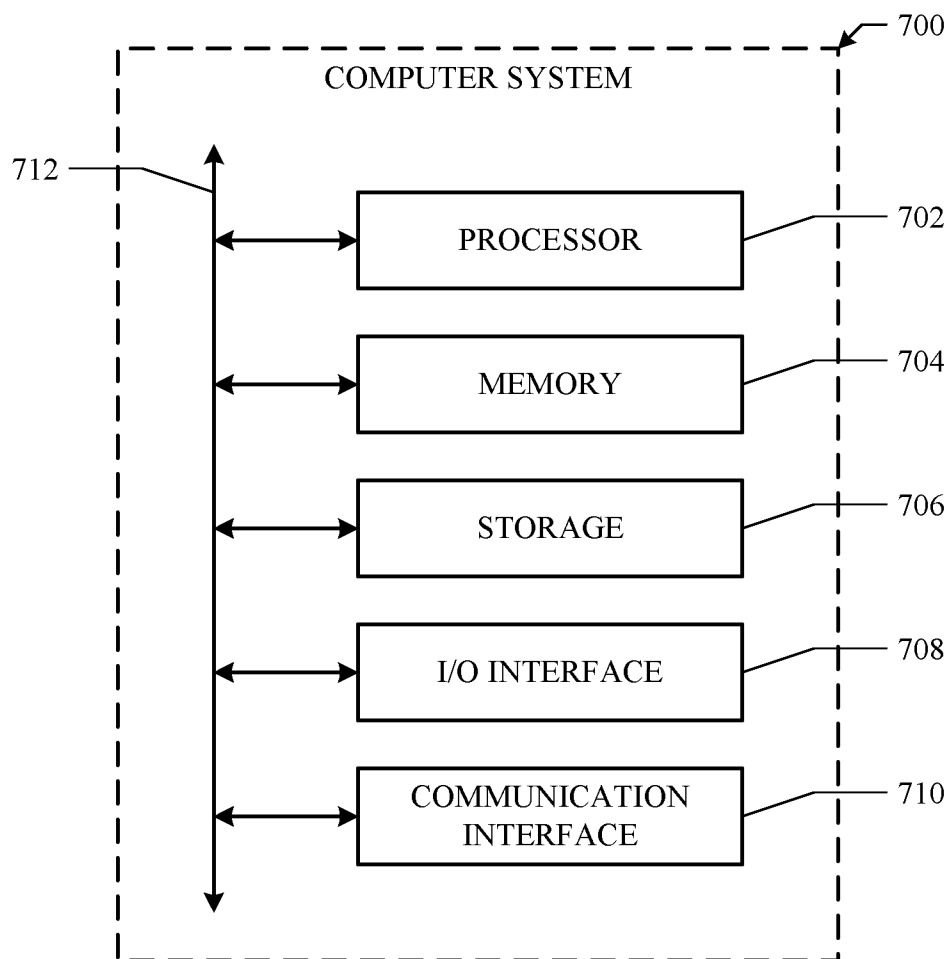 700
COMPUTER SYSTEM
712
702
PROCESSOR
704
MEMORY
706
STORAGE
708
I/O INTERFACE
710
COMMUNICATION
INTERFACE